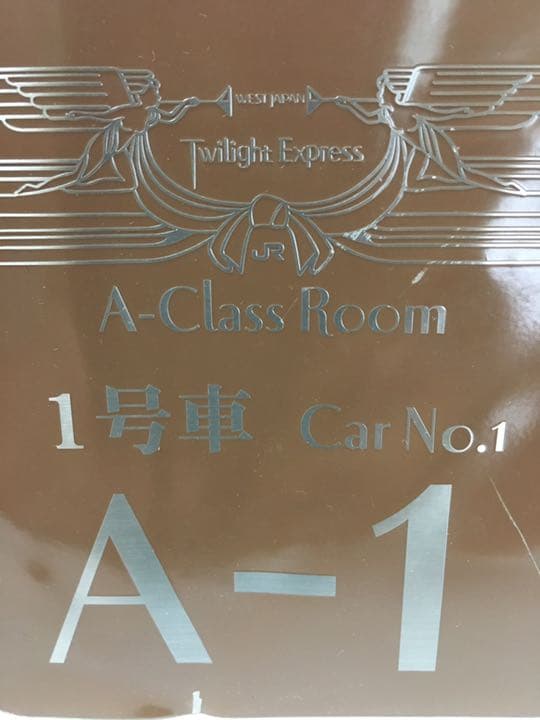 WEST JAPAN
Twilight Express
JR
A-Class Room
1号車 Car No.1
A-1